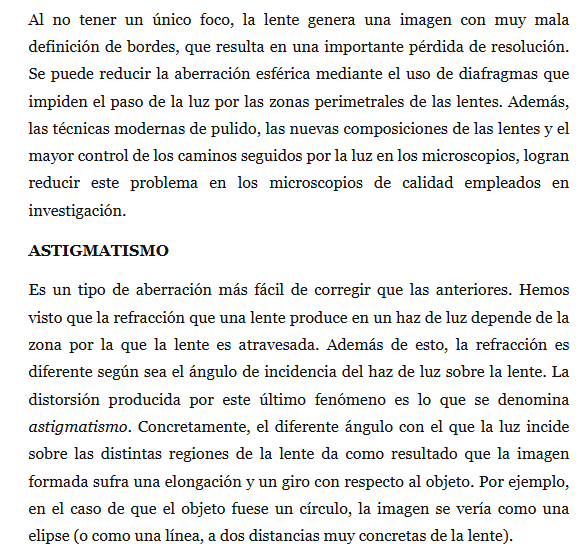 Al no tener un único foco, la lente genera una imagen con muy mala
definición de bordes, que resulta en una importante pérdida de resolución.
Se puede reducir la aberración esférica mediante el uso de diafragmas que
impiden el paso de la luz por las zonas perimetrales de las lentes. Además,
las técnicas modernas de pulido, las nuevas composiciones de las lentes y el
mayor control de los caminos seguidos por la luz en los microscopios, logran
reducir este problema en los microscopios de calidad empleados en
investigación.
ASTIGMATISMO
Es un tipo de aberración más fácil de corregir que las anteriores. Hemos
visto que la refracción que una lente produce en un haz de luz depende de la
zona por la que la lente es atravesada. Además de esto, la refracción es
diferente según sea el ángulo de incidencia del haz de luz sobre la lente. La
distorsión producida por este último fenómeno es lo que se denomina
astigmatismo. Concretamente, el diferente ángulo con el que la luz incide
sobre las distintas regiones de la lente da como resultado que la imagen
formada sufra una elongación y un giro con respecto al objeto. Por ejemplo,
en el caso de que el objeto fuese un círculo, la imagen se vería como una
elipse (o como una línea, a dos distancias muy concretas de la lente).